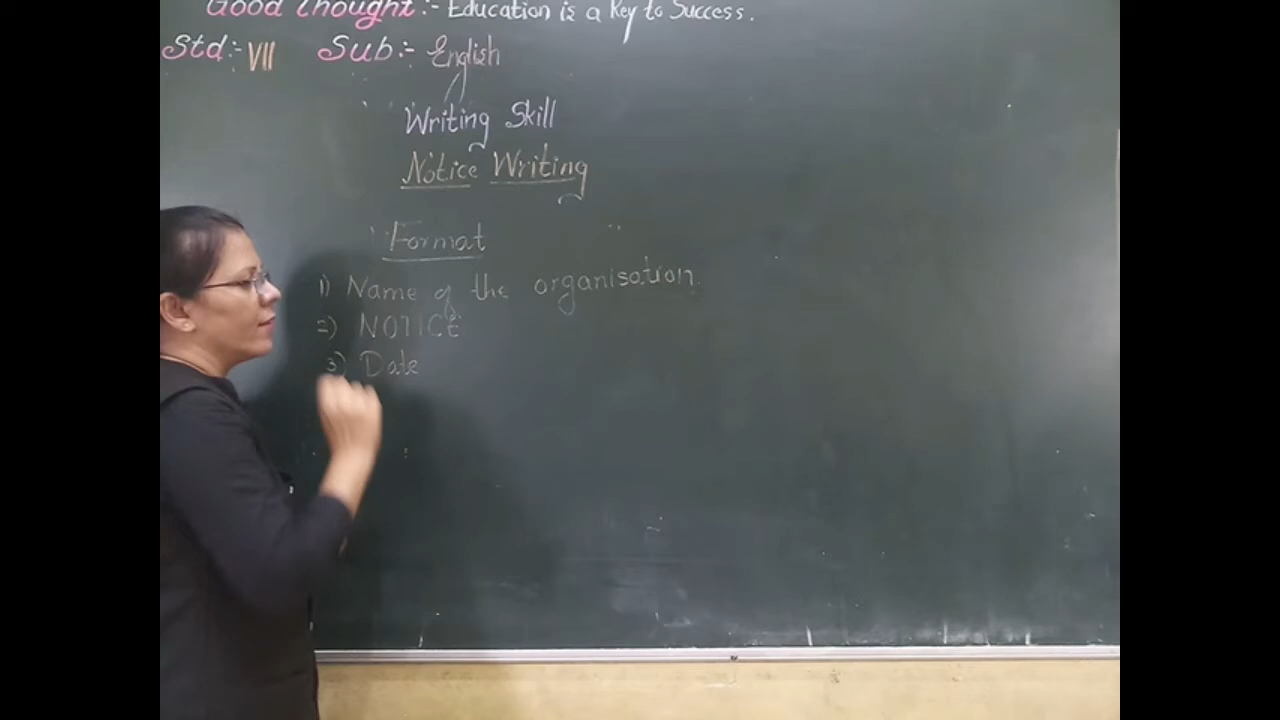 Good Thought :- Education is a Key to Success.
Std :- VII Sub :- English
Writing Skill
Notice Writing
Format
1) Name of the organisation.
2) NOTICE
3) Date